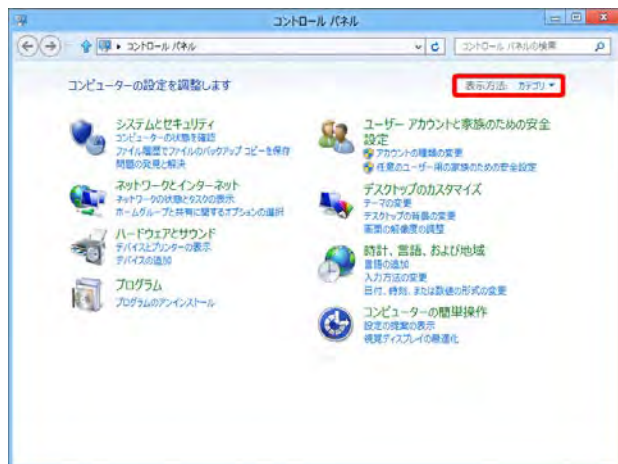 コントロール パネル
コントロール パネル
コントロール パネルの検索
コンピューターの設定を調整します
表示方法: カテゴリ
システムとセキュリティ
コンピューターの状態を確認
ファイル履歴でファイルのバックアップ コピーを保存
問題の発見と解決
ネットワークとインターネット
ネットワークの状態とタスクの表示
ホームグループと共有に関するオプションの選択
ハードウェアとサウンド
デバイスとプリンターの表示
デバイスの追加
プログラム
プログラムのアンインストール
ユーザー アカウントと家族のための安全
設定
アカウントの種類の変更
任意のユーザー用の家族のための安全設定
デスクトップのカスタマイズ
テーマの変更
デスクトップの背景の変更
画面の解像度の調整
時計、言語、および地域
言語の追加
入力方法の変更
日付、時刻、または数値の形式の変更
コンピューターの簡単操作
設定の提案の表示
視覚ディスプレイの最適化